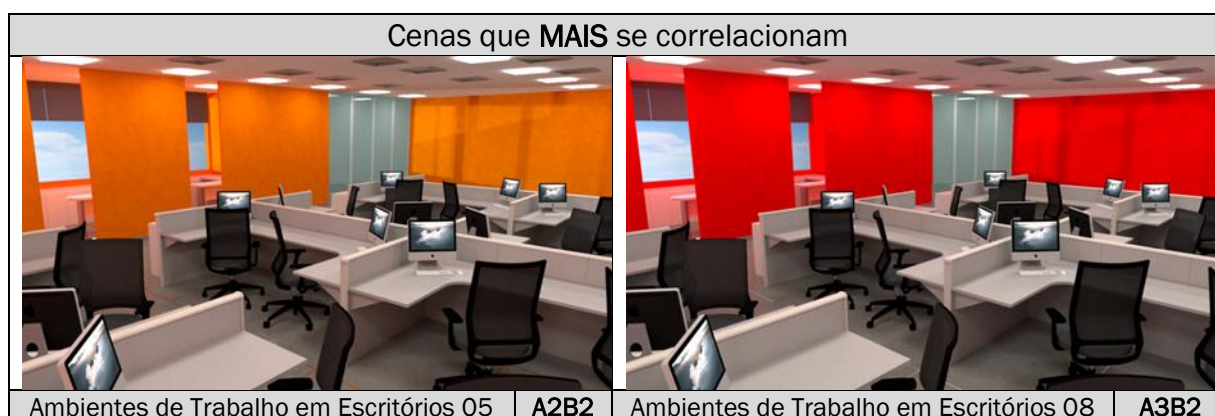 Cenas que MAIS se correlacionam
Ambientes de Trabalho em Escritórios 05 A2B2 Ambientes de Trabalho em Escritórios 08 A3B2